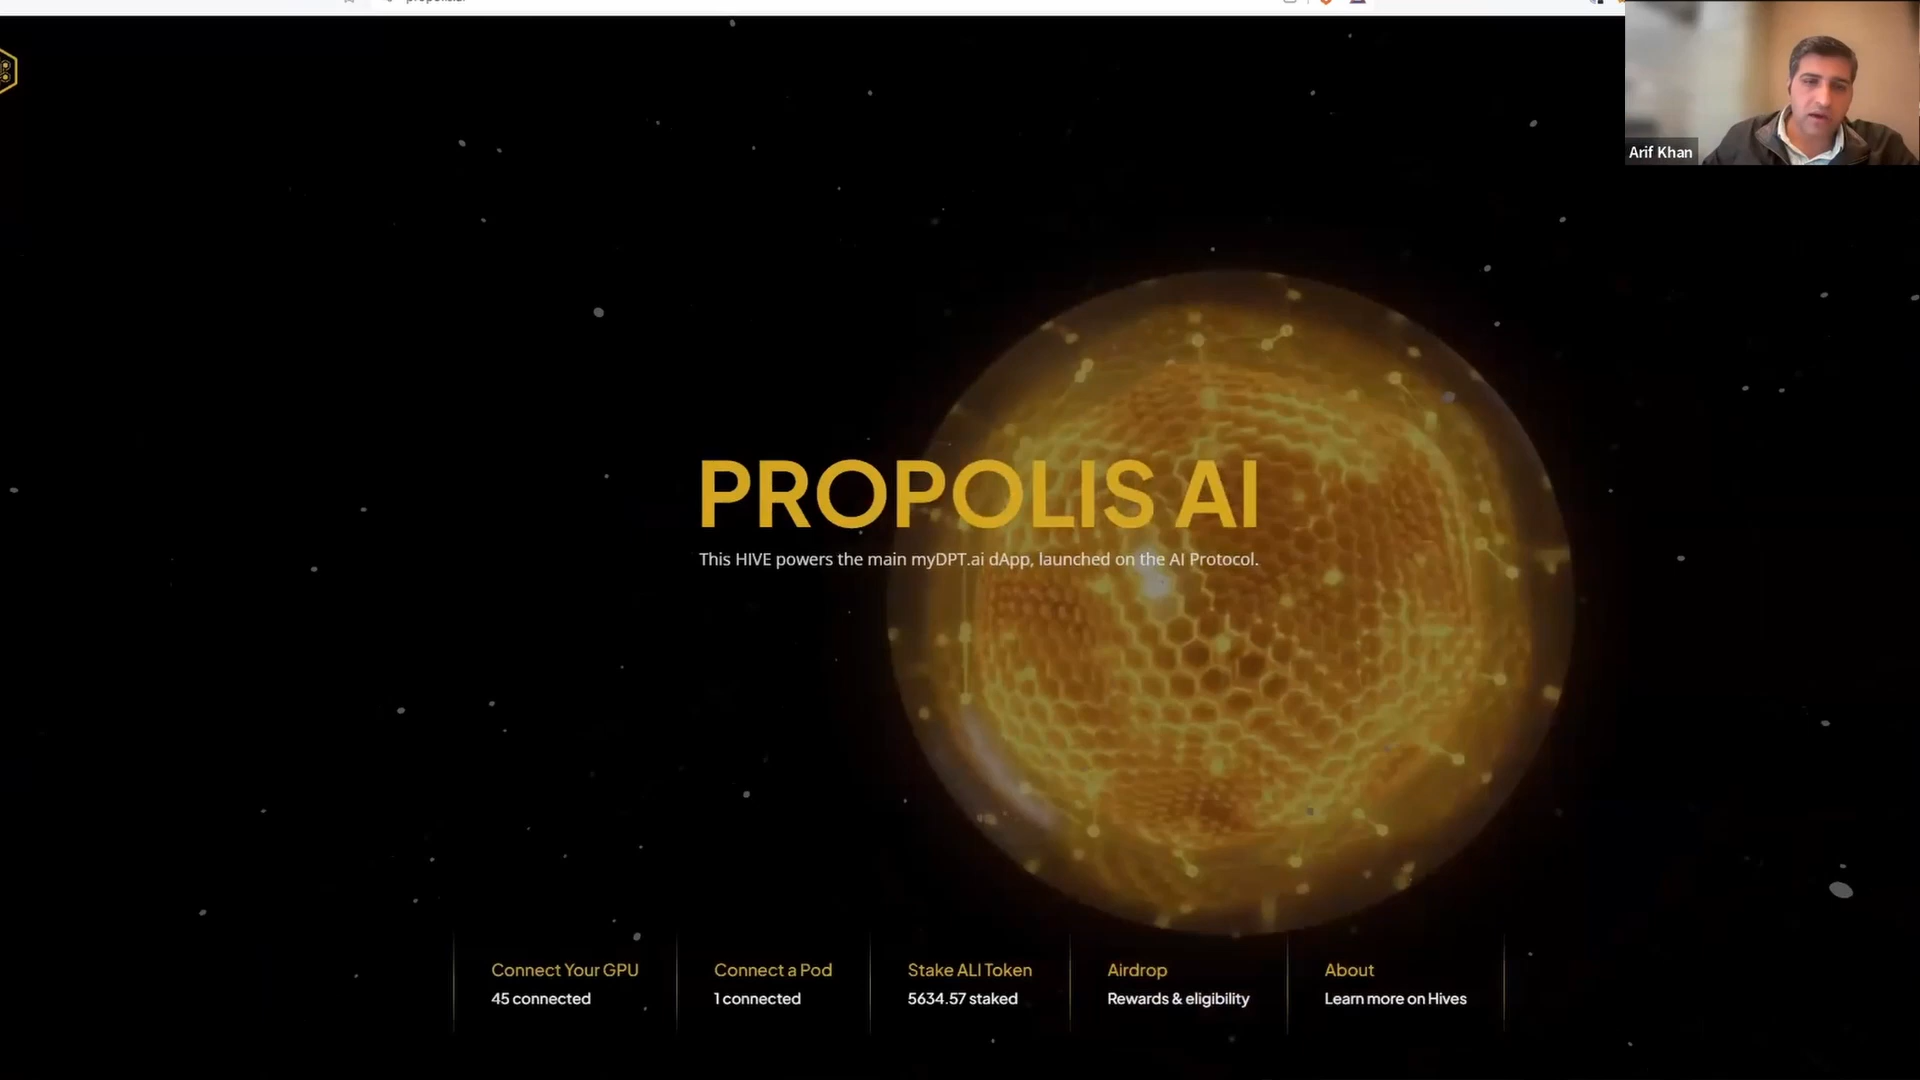 Arif Khan
PROPOLIS AI
This HIVE powers the main myDPT.ai dApp, launched on the AI Protocol.
Connect Your GPU
45 connected
Connect a Pod
1 connected
Stake ALI Token
5634.57 staked
Airdrop
Rewards & eligibility
About
Learn more on Hives